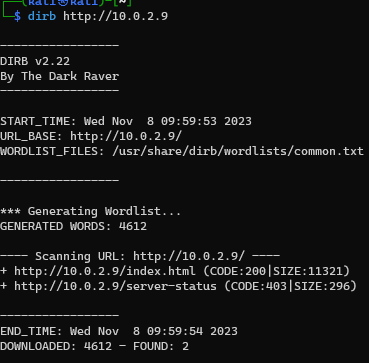 (kali㉿kali)-[~]
$ dirb http://10.0.2.9
-----------------
DIRB v2.22
By The Dark Raver
-----------------
START_TIME: Wed Nov  8 09:59:53 2023
URL_BASE: http://10.0.2.9/
WORDLIST_FILES: /usr/share/dirb/wordlists/common.txt
-----------------
*** Generating Wordlist...
GENERATED WORDS: 4612
---- Scanning URL: http://10.0.2.9/ ----
+ http://10.0.2.9/index.html (CODE:200|SIZE:11321)
+ http://10.0.2.9/server-status (CODE:403|SIZE:296)
-----------------
END_TIME: Wed Nov  8 09:59:54 2023
DOWNLOADED: 4612 - FOUND: 2